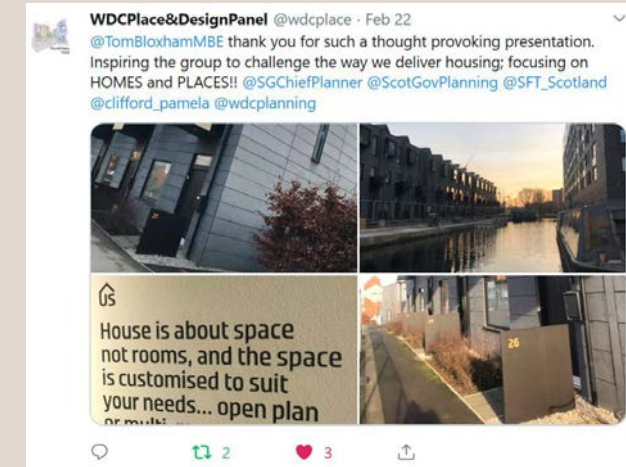 WDCPlace&DesignPanel @wdcplace · Feb 22
@TomBloxhamMBE thank you for such a thought provoking presentation.
Inspiring the group to challenge the way we deliver housing; focusing on
HOMES and PLACES!! @SGChiefPlanner @ScotGovPlanning @SFT_Scotland
@clifford_pamela @wdcplanning
us
House is about space
not rooms, and the space
is customised to suit
your needs... open plan
26
2
3